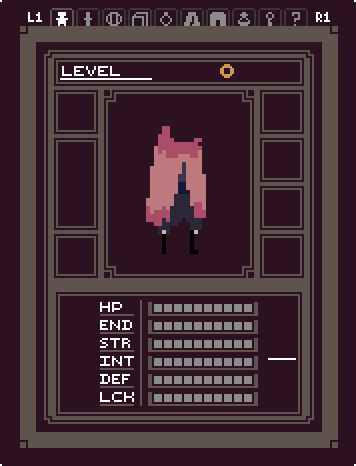 L1 ? R1
LEVEL
HP
END
STR
INT
DEF
LCK